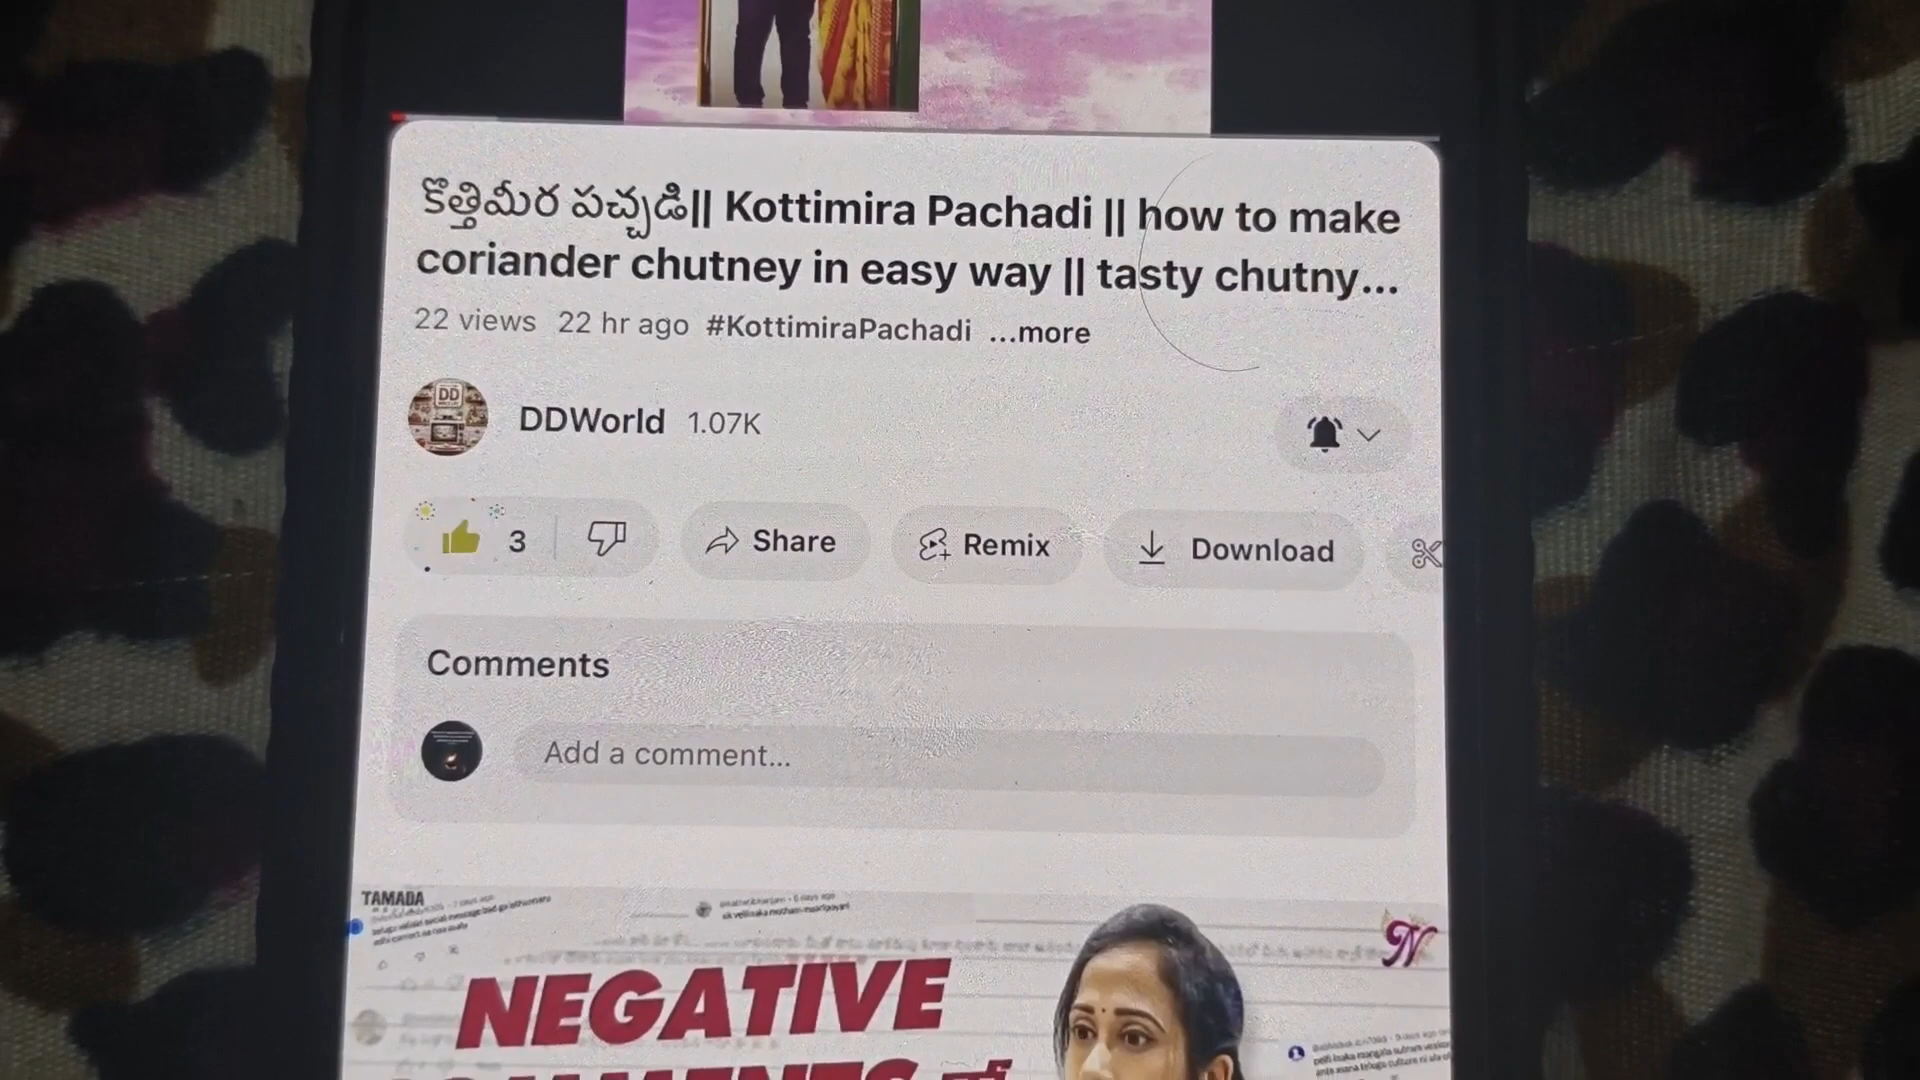 కొత్తిమీర పచ్చడి|| Kottimira Pachadi || how to make
coriander chutney in easy way || tasty chutny...
22 views 22 hr ago #KottimiraPachadi ...more
DD
DDWorld 1.07K
3 Share Remix Download
Comments
Add a comment...
TAMADA
N
NEGATIVE